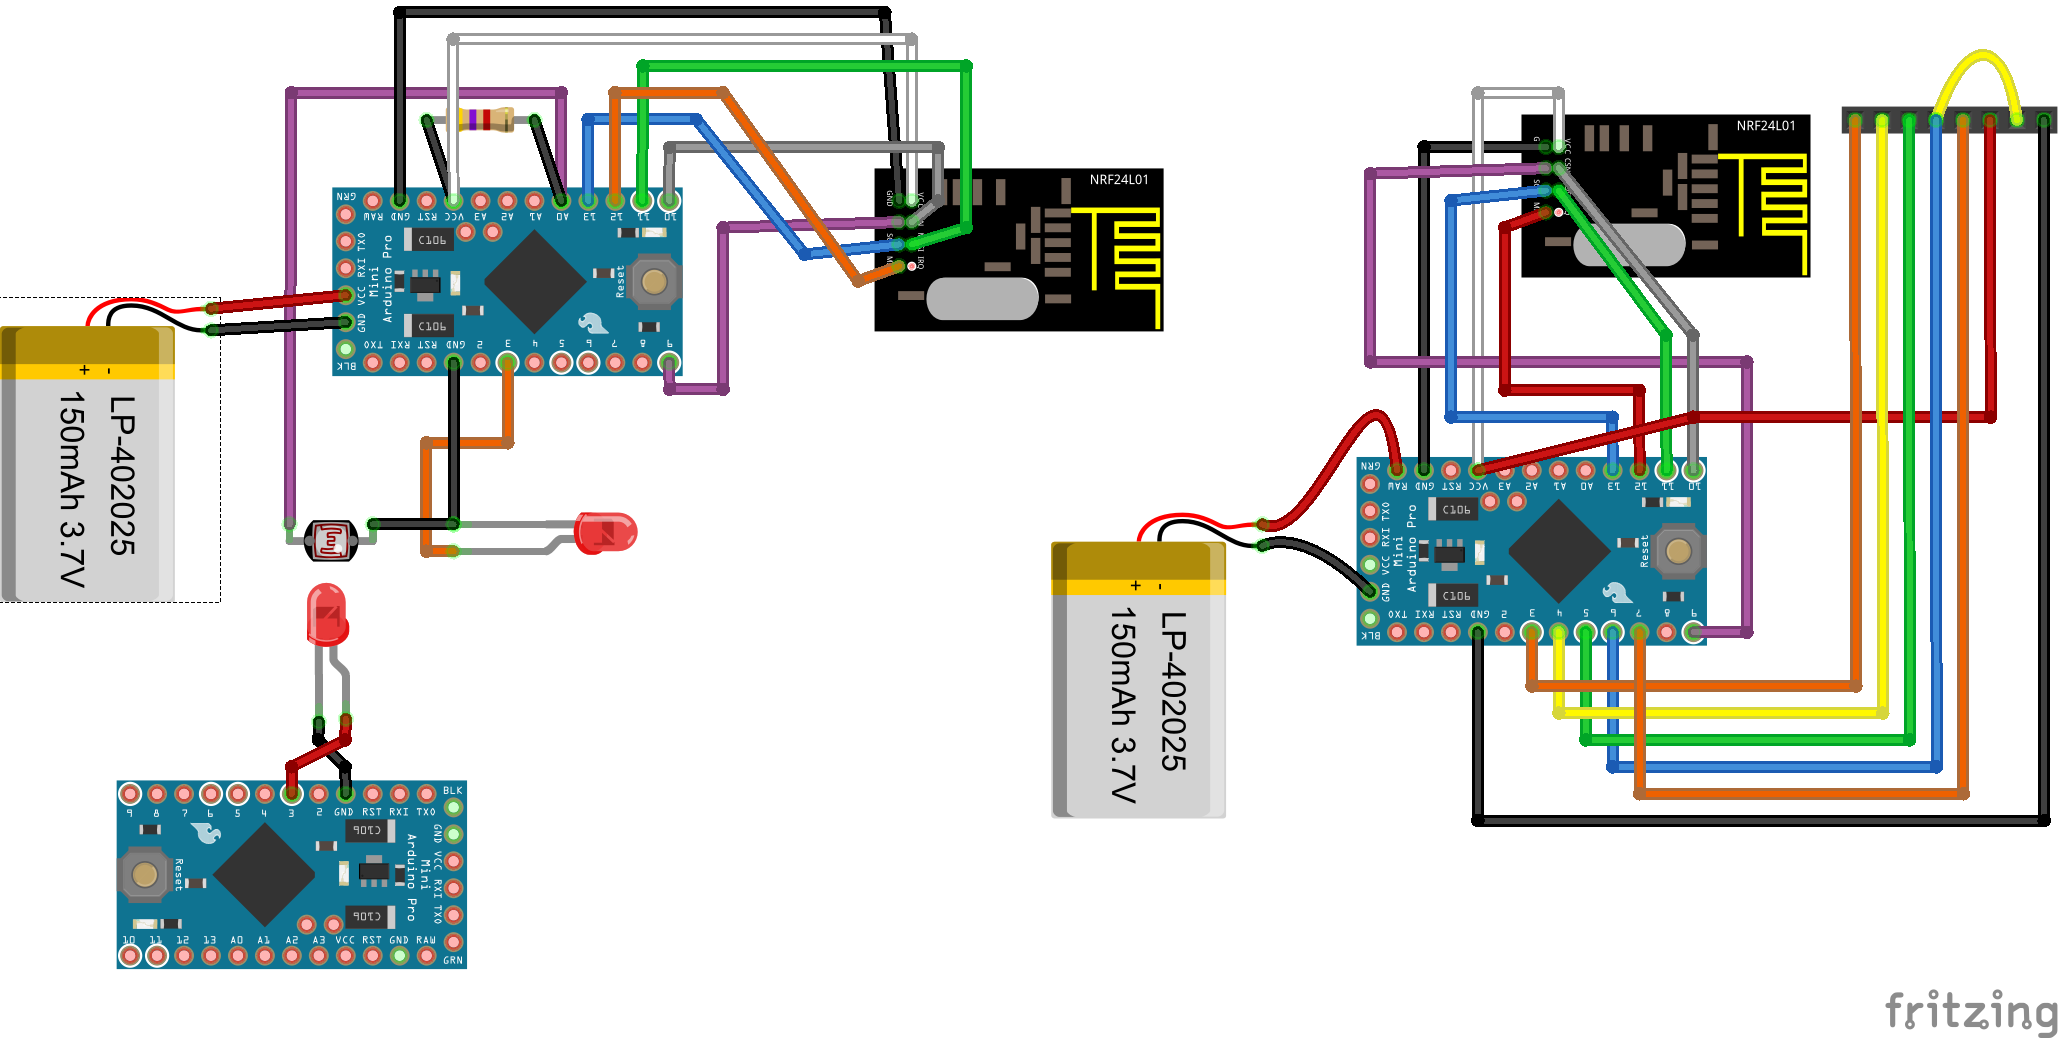 NRF24L01
GND
VCC
IRQ
GRN
RAW GND RST VCC A3 A2 A1 A0 13 12 11 10
TXO
RXI
VCC
GND
BLK
Mini
Arduino Pro
C106
C106
Reset
TXO RXI RST GND 2 3 4 5 6 7 8 9
+ -
LP-402025
150mAh 3.7V
9 8 7 6 5 4 3 2 GND RST RXI TXO
BLK
GND
VCC
RXI
TXO
GRN
Mini
Arduino Pro
C106
C106
Reset
10 11 12 13 A0 A1 A2 A3 VCC RST GND RAW
NRF24L01
VCC
GRN
RAW GND RST VCC A3 A2 A1 A0 13 12 11 10
TXO
RXI
VCC
GND
BLK
Mini
Arduino Pro
C106
C106
Reset
TXO RXI RST GND 2 3 4 5 6 7 8 9
+ -
LP-402025
150mAh 3.7V
fritzing